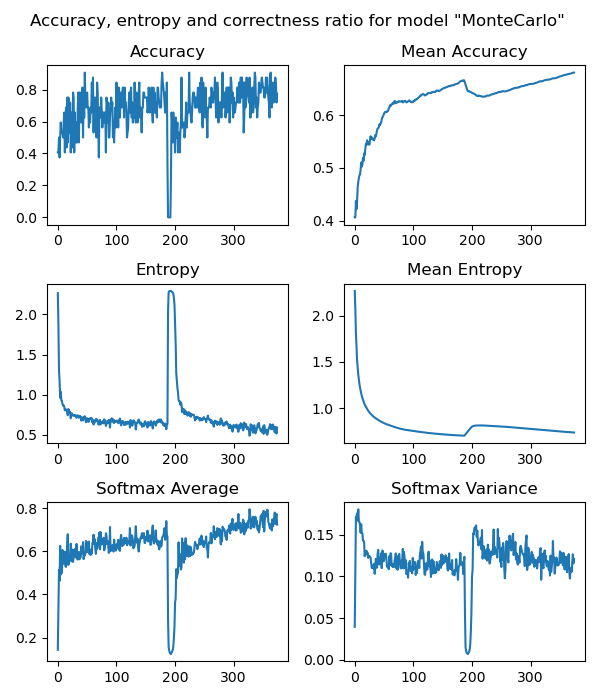 Accuracy, entropy and correctness ratio for model "MonteCarlo"
Accuracy
Mean Accuracy
0.8
0.6
0.4
0.2
0.0
0 100 200 300
0.6
0.5
0.4
0 100 200 300
Entropy
Mean Entropy
2.0
1.5
1.0
0.5
0 100 200 300
2.0
1.5
1.0
0 100 200 300
Softmax Average
Softmax Variance
0.8
0.6
0.4
0.2
0 100 200 300
0.15
0.10
0.05
0.00
0 100 200 300